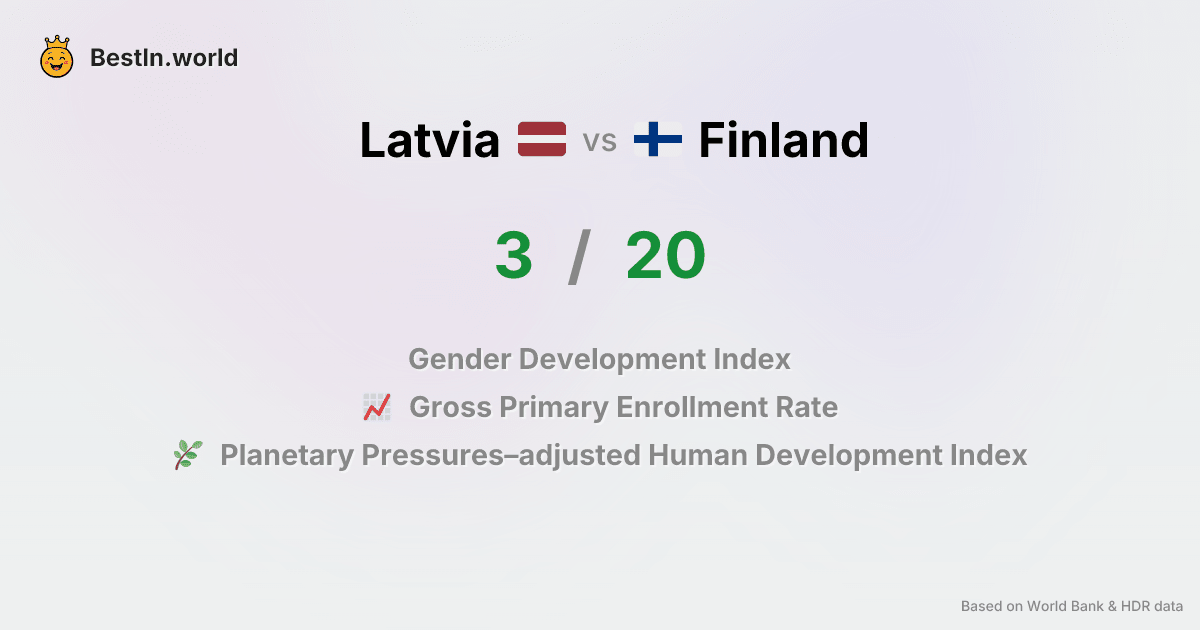 BestIn.world
Latvia vs Finland
3 / 20
Gender Development Index
Gross Primary Enrollment Rate
Planetary Pressures–adjusted Human Development Index
Based on World Bank & HDR data